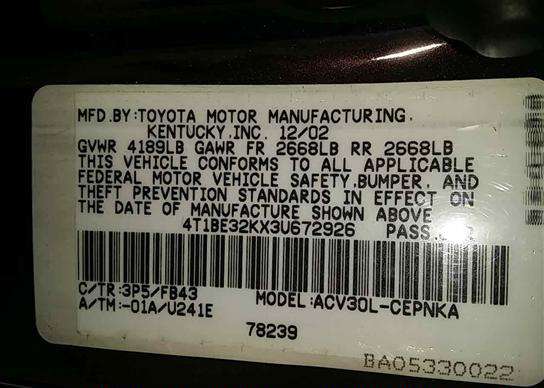 MFD.BY:TOYOTA MOTOR MANUFACTURING,
KENTUCKY,INC. 12/02
GVWR 4189LB GAWR FR 2668LB RR 2668LB
THIS VEHICLE CONFORMS TO ALL APPLICABLE
FEDERAL MOTOR VEHICLE SAFETY,BUMPER, AND
THEFT PREVENTION STANDARDS IN EFFECT ON
THE DATE OF MANUFACTURE SHOWN ABOVE
4T1BE32KX3U672926 PASS.
C/TR:3P5/FB43 MODEL:ACV30L-CEPNKA
A/TM:-01A/U241E
78239
BA05330022